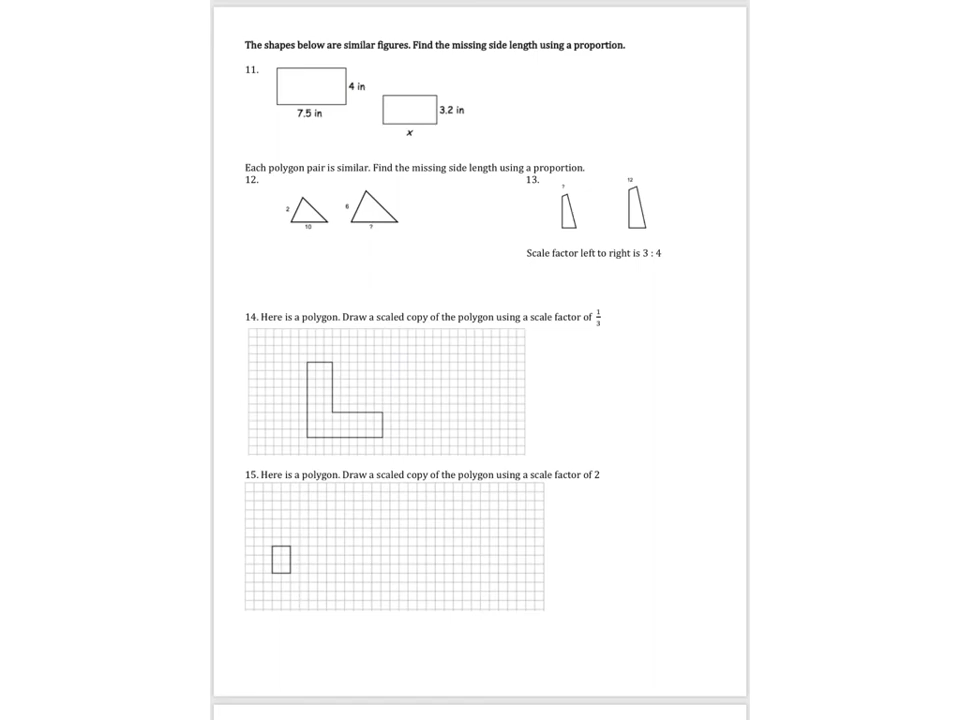 The shapes below are similar figures. Find the missing side length using a proportion.
11.
4 in
7.5 in
3.2 in
x
Each polygon pair is similar. Find the missing side length using a proportion.
12.
2
10
6
?
13.
?
12
Scale factor left to right is 3 : 4
14. Here is a polygon. Draw a scaled copy of the polygon using a scale factor of 1/3
15. Here is a polygon. Draw a scaled copy of the polygon using a scale factor of 2